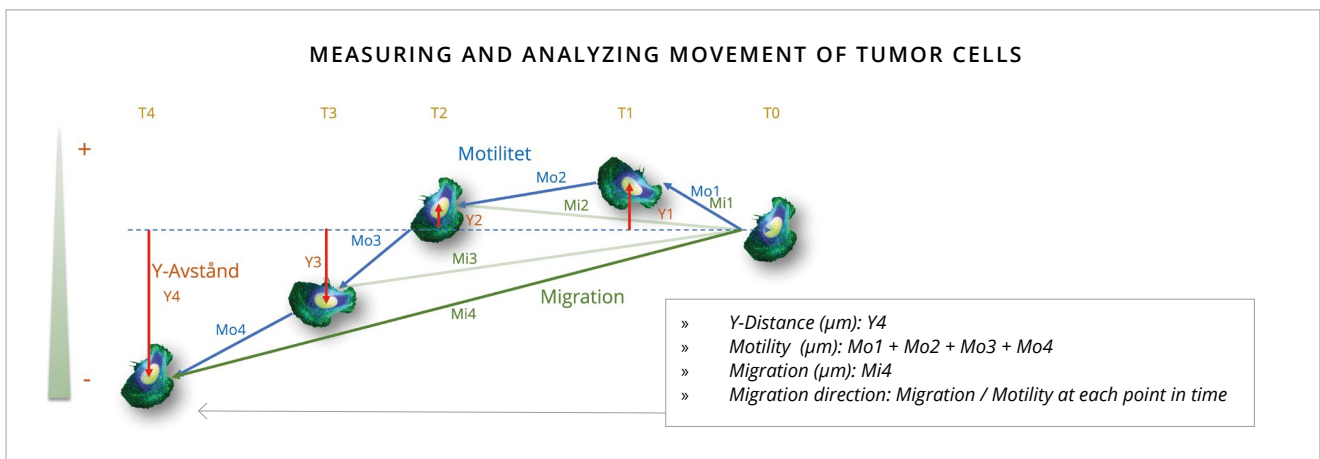 MEASURING AND ANALYZING MOVEMENT OF TUMOR CELLS
T4 T3 T2 T1 T0
+
Motilitet
Mo2
Mo1
Mi1
Mi2
Y1
Y2
Mo3
Mi3
Y3
Y-Avstånd
Y4
Migration
Mi4
Mo4
-
» Y-Distance (µm): Y4
» Motility (µm): Mo1 + Mo2 + Mo3 + Mo4
» Migration (µm): Mi4
» Migration direction: Migration / Motility at each point in time